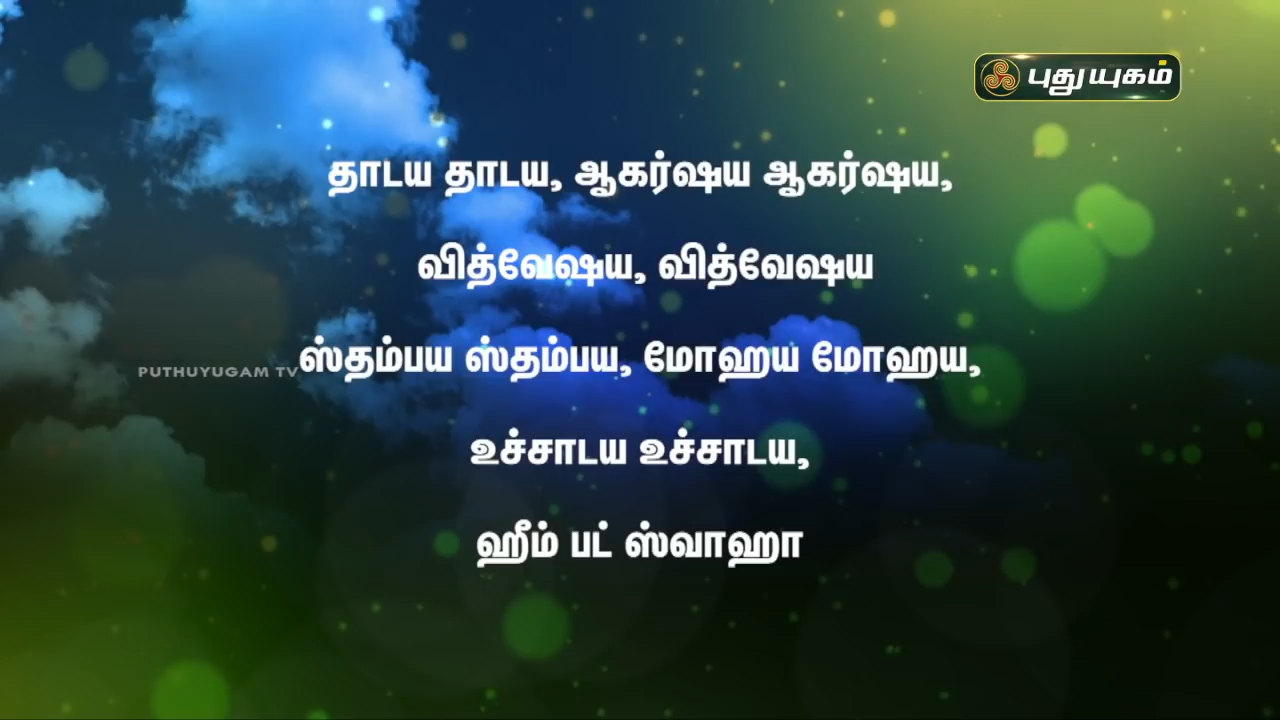 புதுயுகம்
தாடய தாடய, ஆகர்ஷய ஆகர்ஷய,
வித்வேஷய, வித்வேஷய
ஸ்தம்பய ஸ்தம்பய, மோஹய மோஹய,
PUTHUYUGAM TV
உச்சாடய உச்சாடய,
ஹீம் பட் ஸ்வாஹா